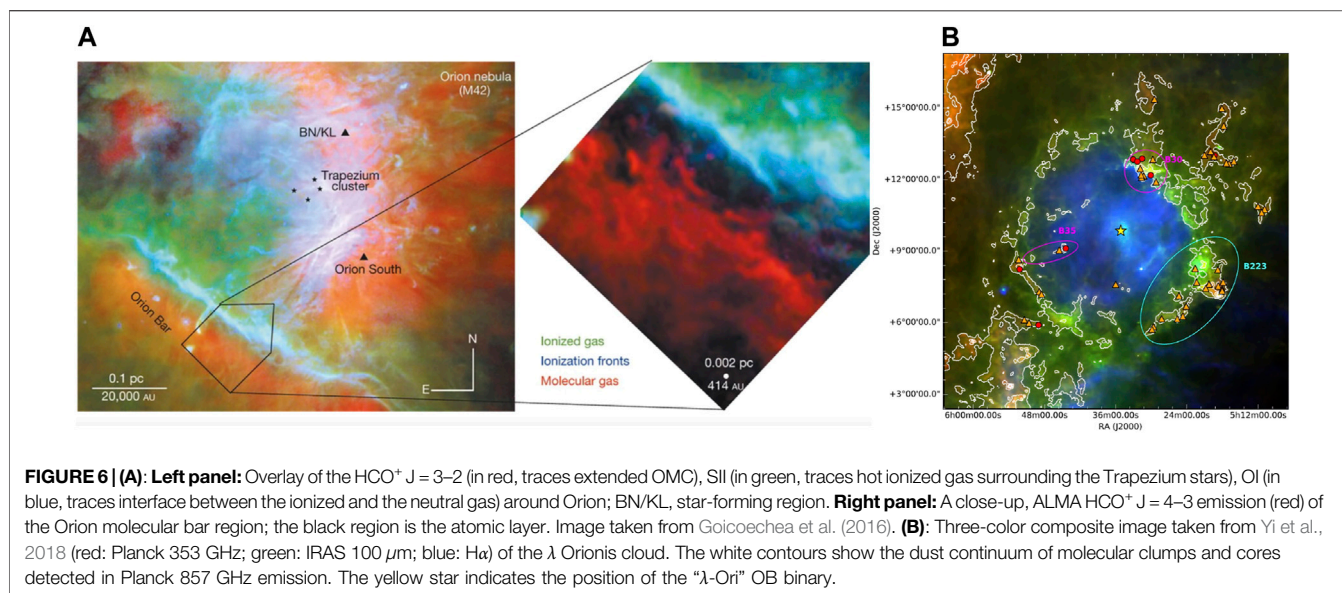 A
Orion nebula
(M42)
BN/KL
Trapezium
cluster
Orion South
Orion Bar
N
E
0.1 pc
20,000 AU
Ionized gas
Ionization fronts
Molecular gas
0.002 pc
414 AU
B
Dec (J2000)
+15°00'00.0"
+12°00'00.0"
+9°00'00.0"
+6°00'00.0"
+3°00'00.0"
B30
B35
B223
6h00m00.00s
48m00.00s
36m00.00s
24m00.00s
5h12m00.00s
RA (J2000)
FIGURE 6 | (A): Left panel: Overlay of the HCO⁺ J = 3–2 (in red, traces extended OMC), SII (in green, traces hot ionized gas surrounding the Trapezium stars), OI (in
blue, traces interface between the ionized and the neutral gas) around Orion; BN/KL, star-forming region. Right panel: A close-up, ALMA HCO⁺ J = 4–3 emission (red) of
the Orion molecular bar region; the black region is the atomic layer. Image taken from Goicoechea et al. (2016). (B): Three-color composite image taken from Yi et al.,
2018 (red: Planck 353 GHz; green: IRAS 100 μm; blue: Hα) of the λ Orionis cloud. The white contours show the dust continuum of molecular clumps and cores
detected in Planck 857 GHz emission. The yellow star indicates the position of the “λ-Ori” OB binary.